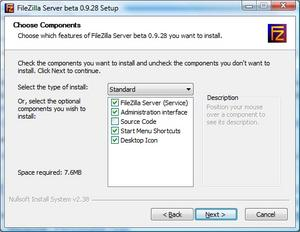 FileZilla Server beta 0.9.28 Setup
Choose Components
Choose which features of FileZilla Server beta 0.9.28 you want to install.
Check the components you want to install and uncheck the components you don't want to
install. Click Next to continue.
Select the type of install:
Standard
Or, select the optional
components you wish to
install:
FileZilla Server (Service)
Administration interface
Source Code
Start Menu Shortcuts
Desktop Icon
Description
Position your mouse
over a component to
see its description.
Space required: 7.6MB
Nullsoft Install System v2.38
< Back
Next >
Cancel